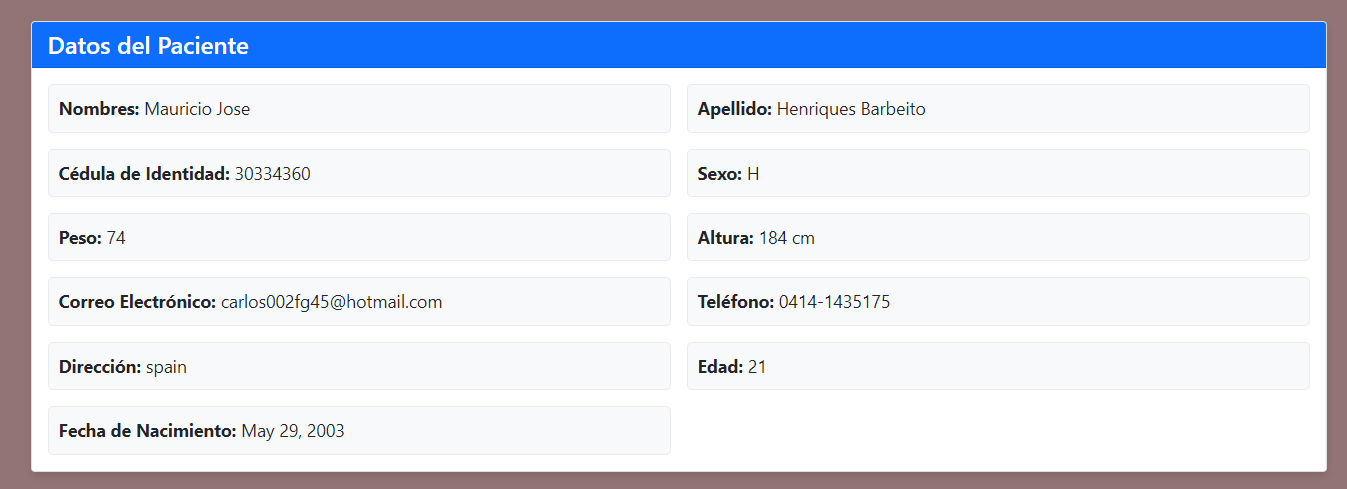 Datos del Paciente
Nombres: Mauricio Jose
Apellido: Henriques Barbeito
Cédula de Identidad: 30334360
Sexo: H
Peso: 74
Altura: 184 cm
Correo Electrónico: carlos002fg45@hotmail.com
Teléfono: 0414-1435175
Dirección: spain
Edad: 21
Fecha de Nacimiento: May 29, 2003